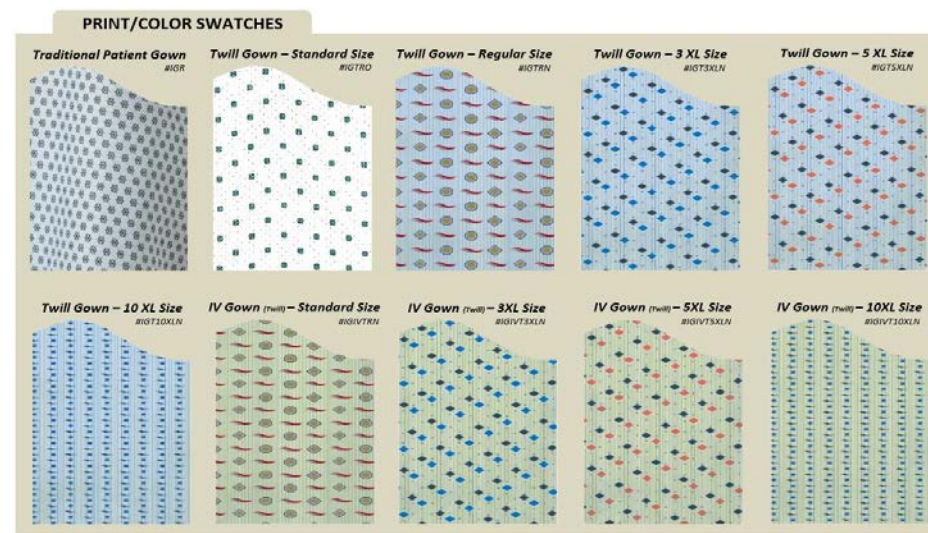 PRINT/COLOR SWATCHES
Traditional Patient Gown
#IGR
Twill Gown – Standard Size
#IGTRO
Twill Gown – Regular Size
#IGTRN
Twill Gown – 3 XL Size
#IGT3XLN
Twill Gown – 5 XL Size
#IGT5XLN
Twill Gown – 10 XL Size
#IGT10XLN
IV Gown (Twill) – Standard Size
#IGIVTRN
IV Gown (Twill) – 3XL Size
#IGIVT3XLN
IV Gown (Twill) – 5XL Size
#IGIVT5XLN
IV Gown (Twill) – 10XL Size
#IGIVT10XLN